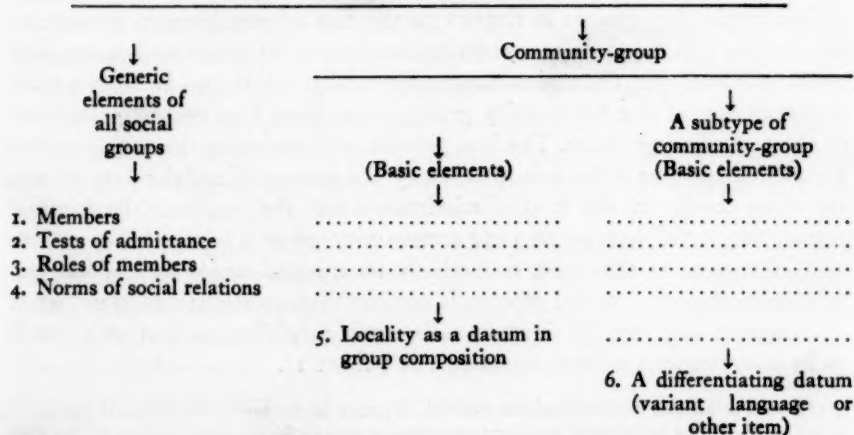 Community-group
Generic
elements of
all social
groups
(Basic elements)
A subtype of
community-group
(Basic elements)
1. Members
2. Tests of admittance
3. Roles of members
4. Norms of social relations
5. Locality as a datum in
group composition
6. A differentiating datum
(variant language or
other item)